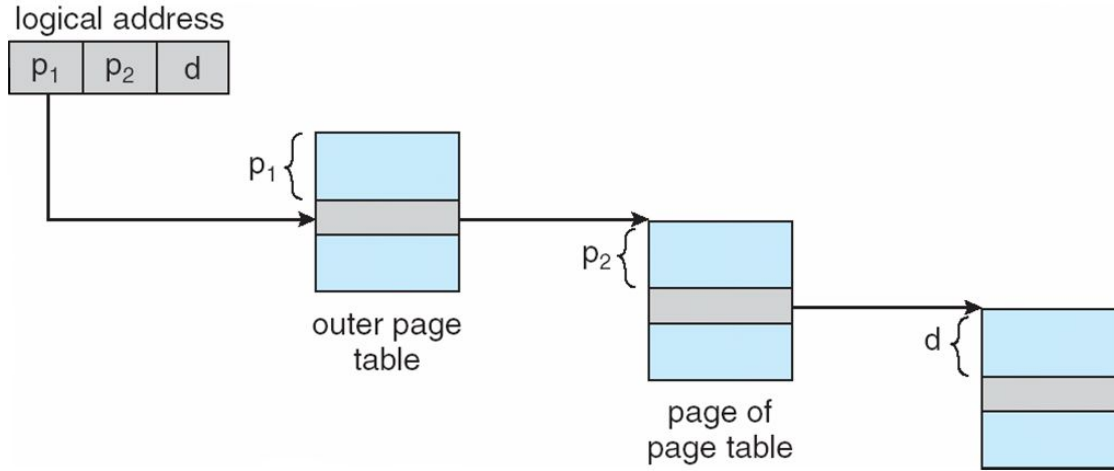 logical address
p₁ p₂ d
p₁
p₂
d
outer page
table
page of
page table